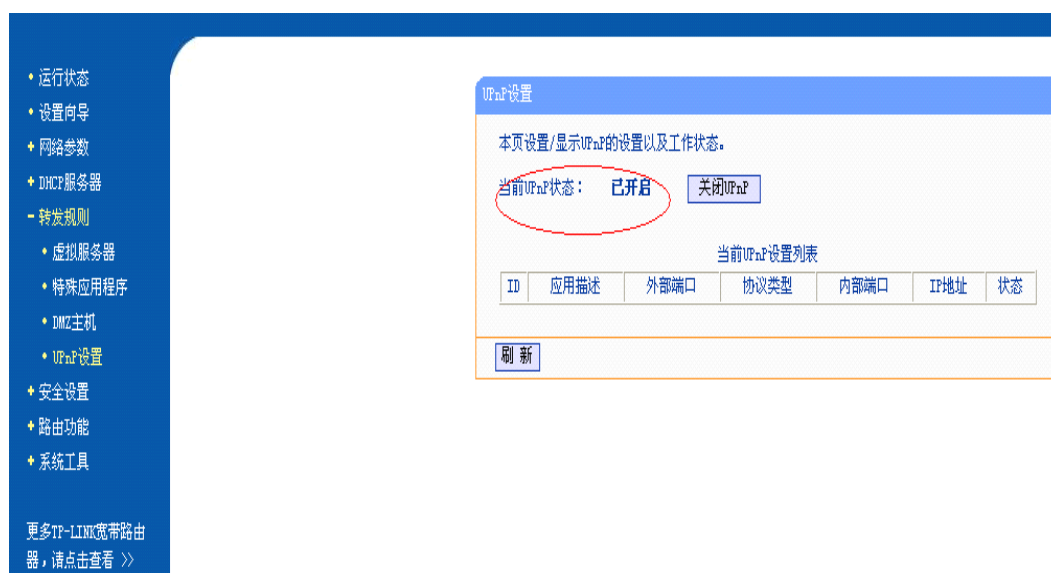 运行状态
设置向导
网络参数
DHCP服务器
转发规则
虚拟服务器
特殊应用程序
DMZ主机
UPnP设置
安全设置
路由功能
系统工具
更多TP-LINK宽带路由
器,请点击查看 >>
UPnP设置
本页设置/显示UPnP的设置以及工作状态。
当前UPnP状态: 已开启 关闭UPnP
当前UPnP设置列表
ID 应用描述 外部端口 协议类型 内部端口 IP地址 状态
刷 新